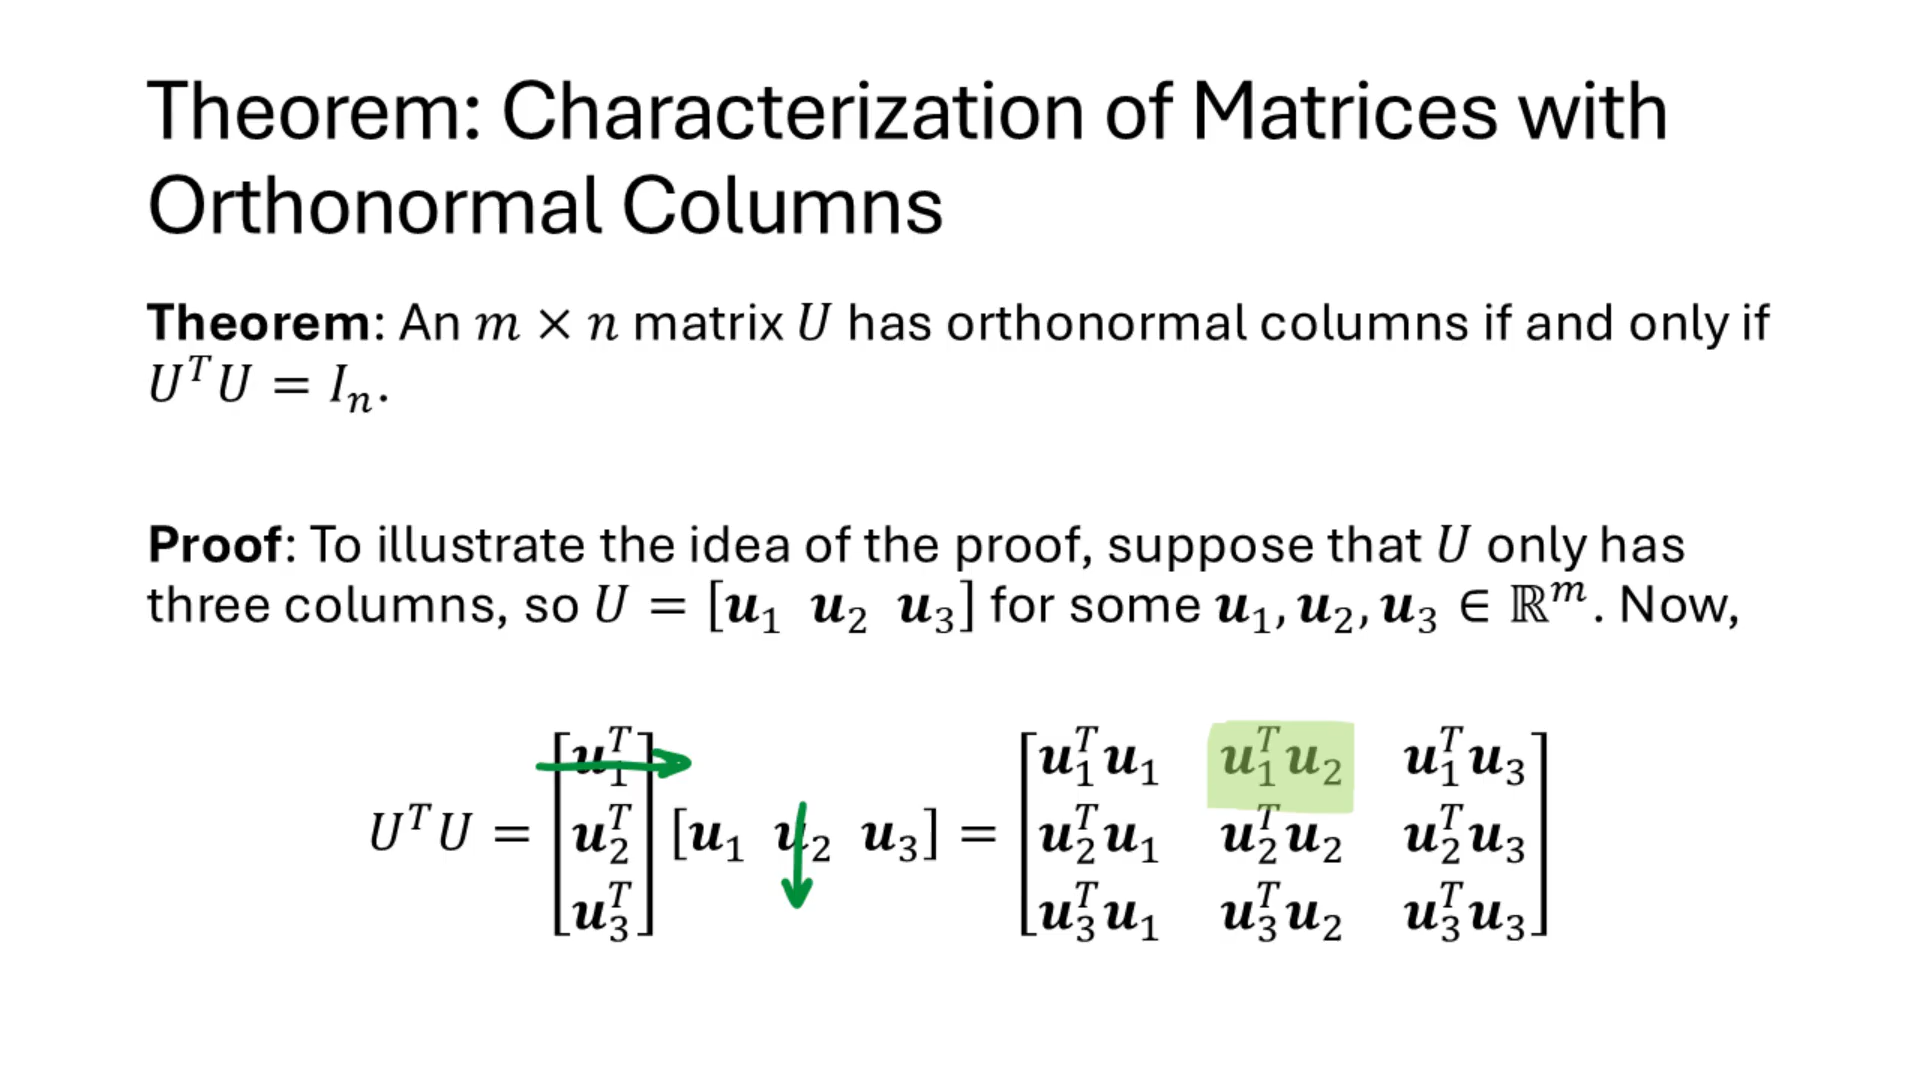 Theorem: Characterization of Matrices with
Orthonormal Columns
Theorem: An m × n matrix U has orthonormal columns if and only if
UᵀU = Iₙ.
Proof: To illustrate the idea of the proof, suppose that U only has
three columns, so U = [u₁ u₂ u₃] for some u₁, u₂, u₃ ∈ ℝᵐ. Now,
UᵀU = [u₁ᵀ; u₂ᵀ; u₃ᵀ] [u₁ u₂ u₃] = [u₁ᵀu₁ u₁ᵀu₂ u₁ᵀu₃; u₂ᵀu₁ u₂ᵀu₂ u₂ᵀu₃; u₃ᵀu₁ u₃ᵀu₂ u₃ᵀu₃]